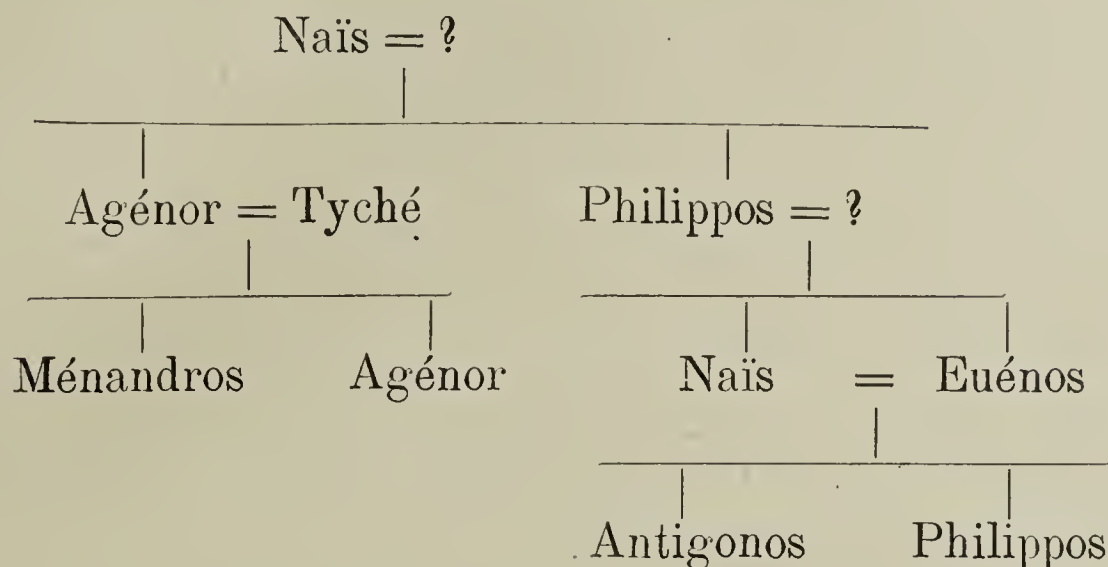 Naïs = ?
Agénor = Tyché Philippos = ?
Ménandros Agénor Naïs = Euénos
Antigonos Philippos